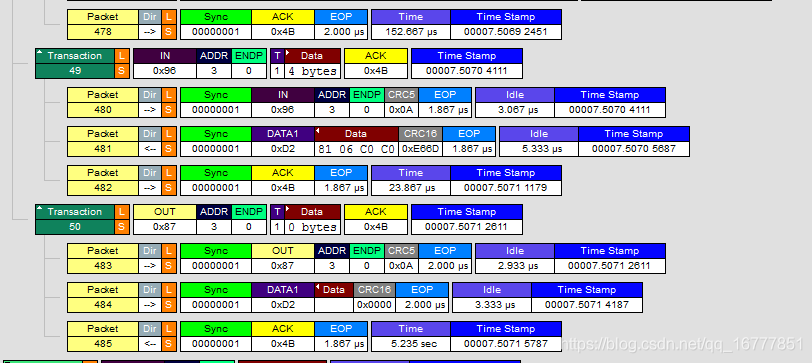 Packet Dir L Sync ACK EOP Time Time Stamp
478 --> S 00000001 0x4B 2.000 µs 152.667 µs 00007.5069 2451
Transaction L IN ADDR ENDP T Data ACK Time Stamp
49 S 0x96 3 0 1 4 bytes 0x4B 00007.5070 4111
Packet Dir L Sync IN ADDR ENDP CRC5 EOP Idle Time Stamp
480 --> S 00000001 0x96 3 0 0x0A 1.867 µs 3.067 µs 00007.5070 4111
Packet Dir L Sync DATA1 Data CRC16 EOP Idle Time Stamp
481 <-- S 00000001 0xD2 81 06 C0 C0 0xE66D 1.867 µs 5.333 µs 00007.5070 5687
Packet Dir L Sync ACK EOP Time Time Stamp
482 --> S 00000001 0x4B 1.867 µs 23.867 µs 00007.5071 1179
Transaction L OUT ADDR ENDP T Data ACK Time Stamp
50 S 0x87 3 0 1 0 bytes 0x4B 00007.5071 2611
Packet Dir L Sync OUT ADDR ENDP CRC5 EOP Idle Time Stamp
483 --> S 00000001 0x87 3 0 0x0A 2.000 µs 2.933 µs 00007.5071 2611
Packet Dir L Sync DATA1 Data CRC16 EOP Idle Time Stamp
484 --> S 00000001 0xD2 0x0000 2.000 µs 3.333 µs 00007.5071 4187
Packet Dir L Sync ACK EOP Time Time Stamp
485 <-- S 00000001 0x4B 1.867 µs 5.235 sec 00007.5071 5787
https://blog.csdn.net/qq_16777851